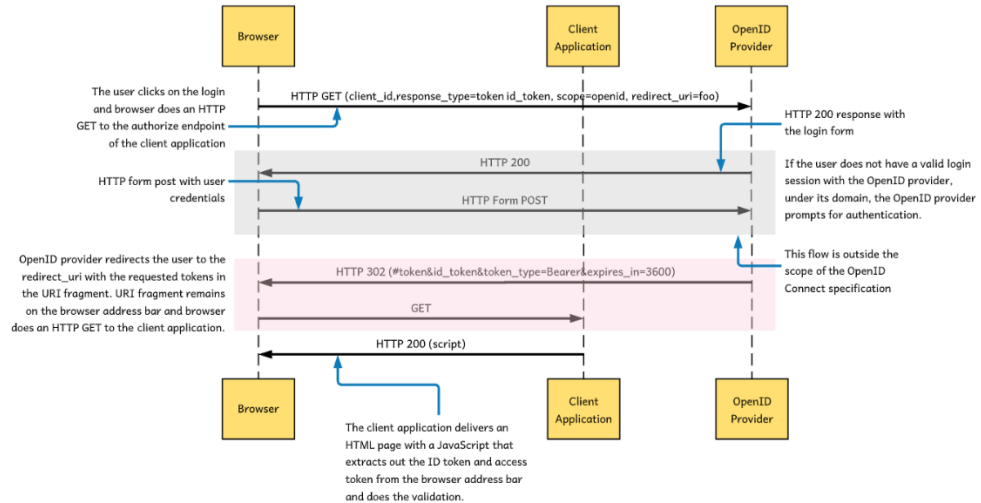 Browser
Client
Application
OpenID
Provider
The user clicks on the login
and browser does an HTTP
GET to the authorize endpoint
of the client application
HTTP GET (client_id,response_type=token id_token, scope=openid, redirect_uri=foo)
HTTP 200 response with
the login form
HTTP 200
HTTP form post with user
credentials
If the user does not have a valid login
session with the OpenID provider,
under its domain, the OpenID provider
prompts for authentication.
HTTP Form POST
OpenID provider redirects the user to the
redirect_uri with the requested tokens in
the URI fragment. URI fragment remains
on the browser address bar and browser
does an HTTP GET to the client application.
This flow is outside the
scope of the OpenID
Connect specification
HTTP 302 (#token&id_token&token_type=Bearer&expires_in=3600)
GET
HTTP 200 (script)
Browser
Client
Application
OpenID
Provider
The client application delivers an
HTML page with a JavaScript that
extracts out the ID token and access
token from the browser address bar
and does the validation.